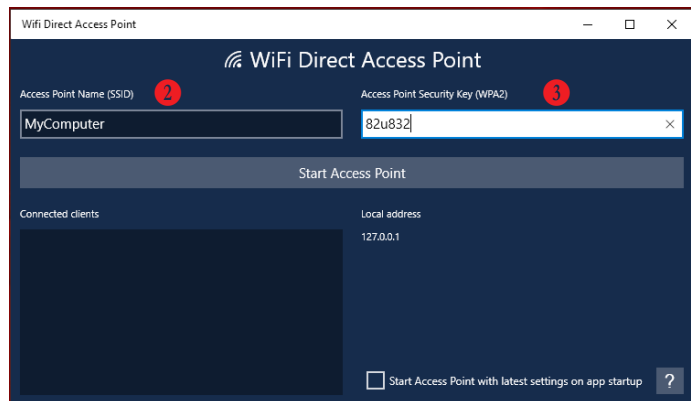 Wifi Direct Access Point
WiFi Direct Access Point
Access Point Name (SSID) 2
Access Point Security Key (WPA2) 3
MyComputer
82u832
Start Access Point
Connected clients
Local address
127.0.0.1
Start Access Point with latest settings on app startup ?